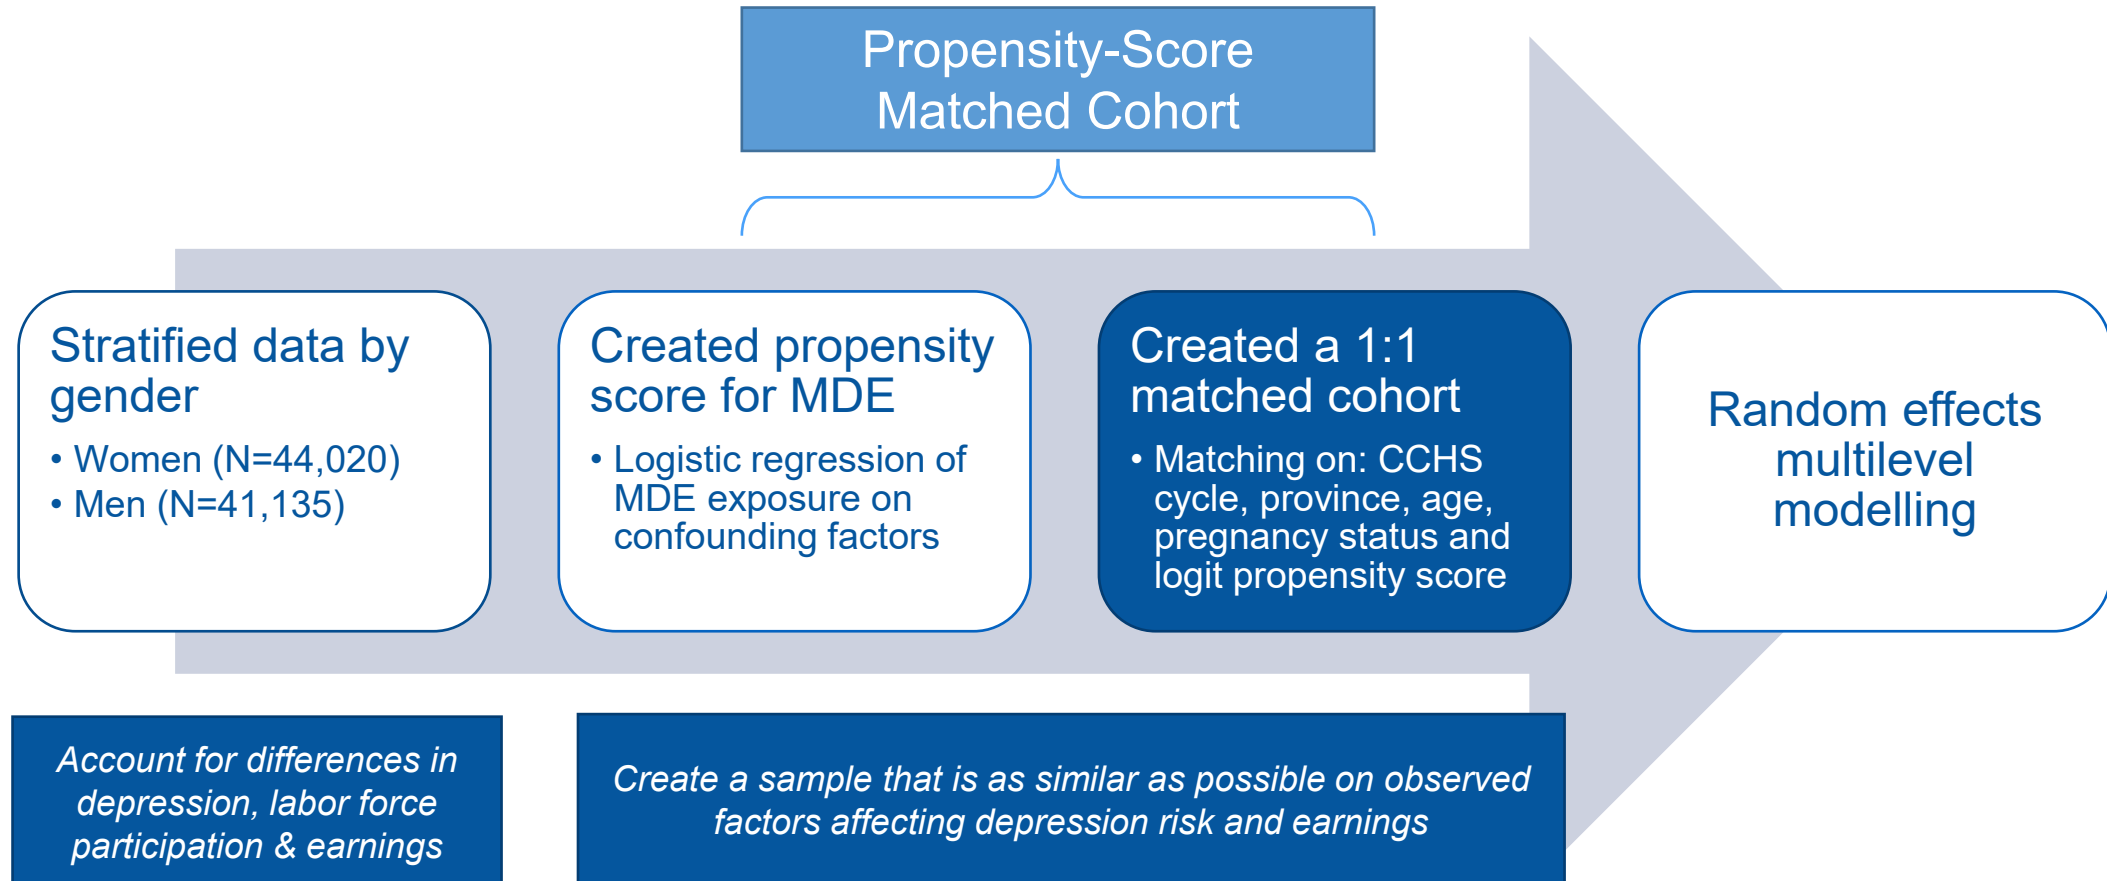 Propensity-Score
Matched Cohort
Stratified data by
gender
• Women (N=44,020)
• Men (N=41,135)
Created propensity
score for MDE
• Logistic regression of
MDE exposure on
confounding factors
Created a 1:1
matched cohort
• Matching on: CCHS
cycle, province, age,
pregnancy status and
logit propensity score
Random effects
multilevel
modelling
Account for differences in
depression, labor force
participation & earnings
Create a sample that is as similar as possible on observed
factors affecting depression risk and earnings